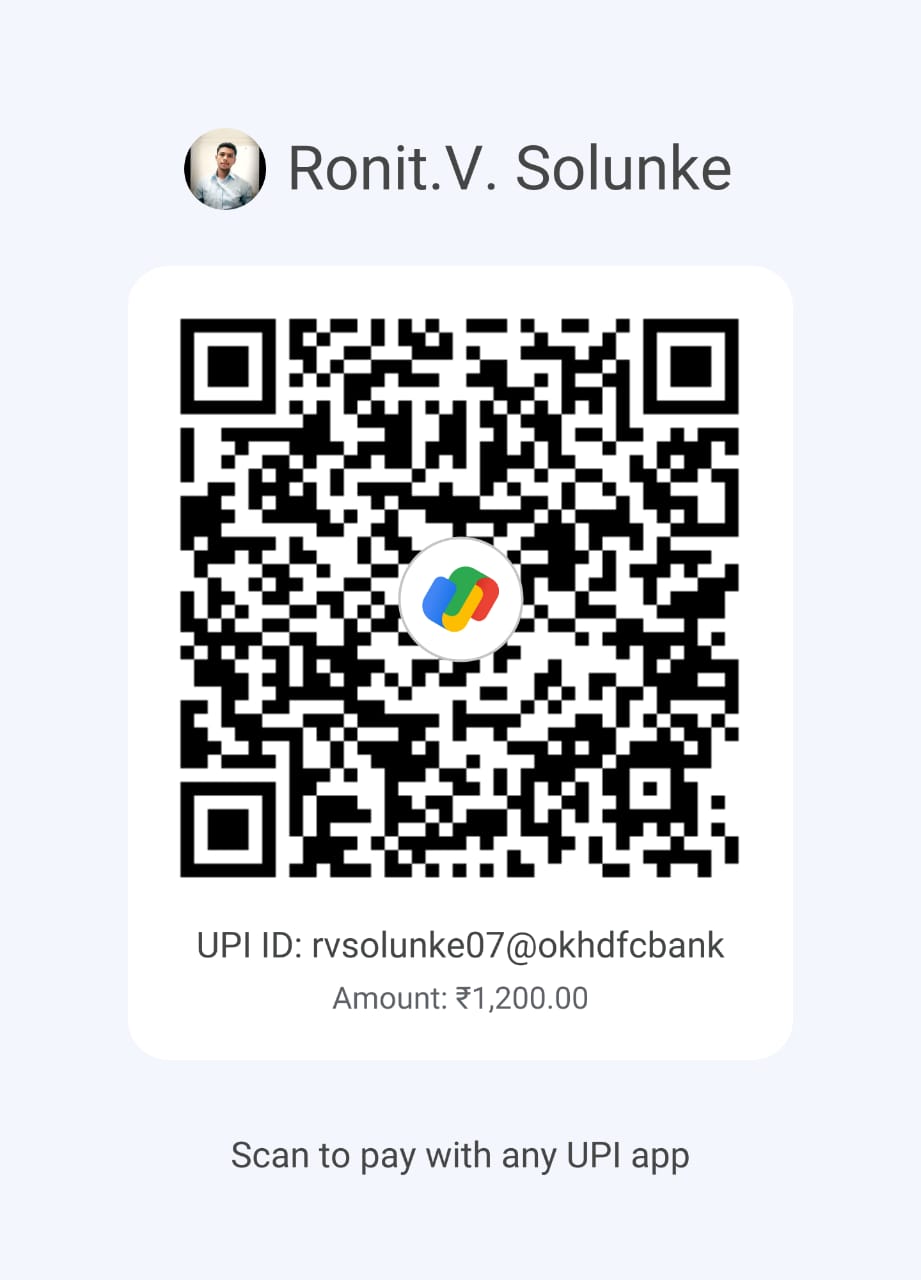 Ronit.V. Solunke
UPI ID: rvsolunke07@okhdfcbank
Amount: ₹1,200.00
Scan to pay with any UPI app